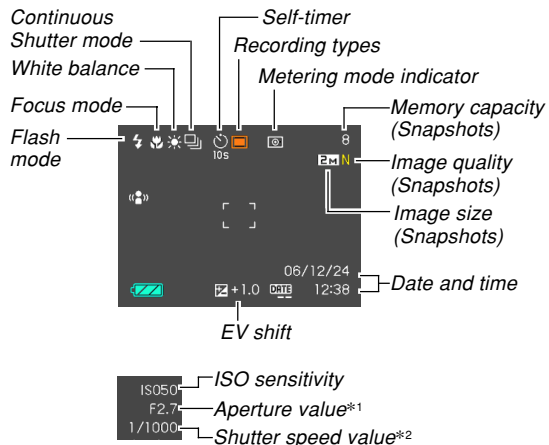 Continuous
Shutter mode
White balance
Focus mode
Flash
mode
Self-timer
Recording types
Metering mode indicator
Memory capacity
(Snapshots)
Image quality
(Snapshots)
Image size
(Snapshots)
Date and time
EV shift
10s
8
2M N
06/12/24
+1.0 DATE 12:38
ISO50
F2.7
1/1000
ISO sensitivity
Aperture value*1
Shutter speed value*2